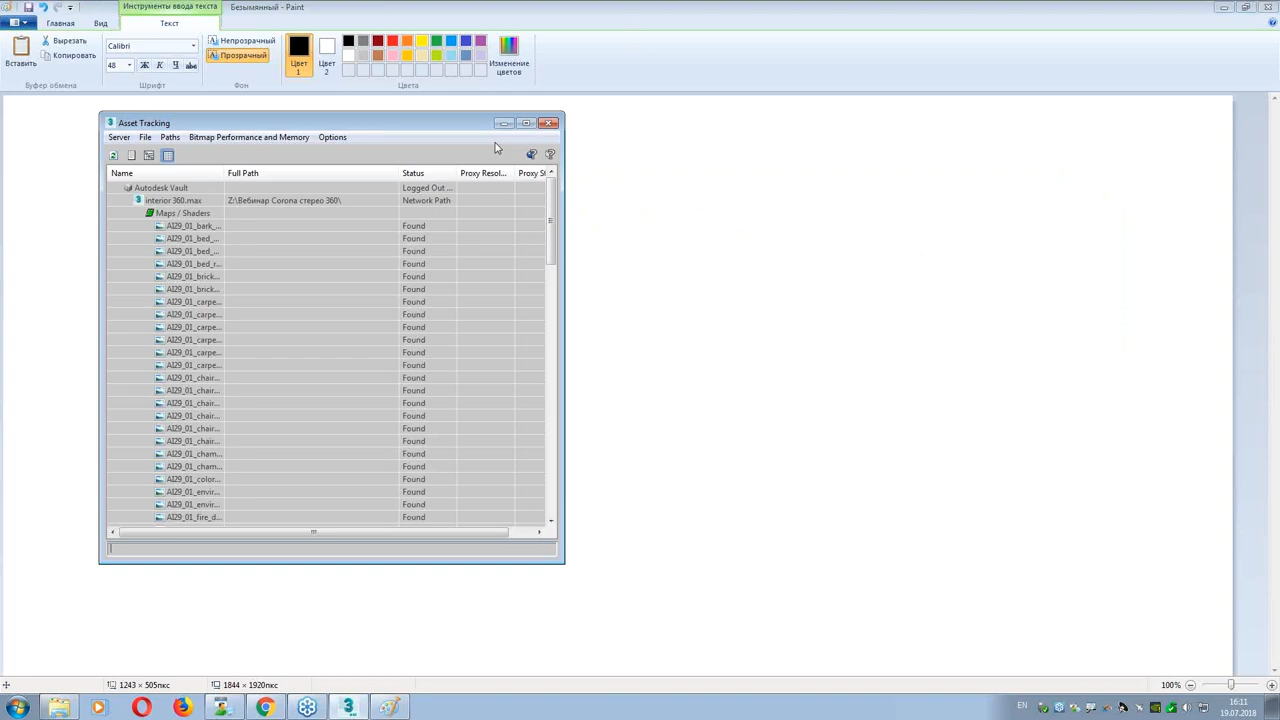 Инструменты ввода текста
Безымянный - Paint
Главная
Вид
Текст
Вставить
Вырезать
Копировать
Буфер обмена
Calibri
48
Ж К Ч abc
Шрифт
Непрозрачный
Прозрачный
Фон
Цвет 1
Цвет 2
Изменение цветов
Цвета
Asset Tracking
Server File Paths Bitmap Performance and Memory Options
Name Full Path Status Proxy Resol... Proxy St
Autodesk Vault Logged Out ...
interior 360.max Z:\Вебинар Corona стерео 360\ Network Path
Maps / Shaders
AI29_01_bark_... Found
AI29_01_bed_... Found
AI29_01_bed_... Found
AI29_01_bed_r... Found
AI29_01_brick... Found
AI29_01_brick... Found
AI29_01_carpe... Found
AI29_01_carpe... Found
AI29_01_carpe... Found
AI29_01_carpe... Found
AI29_01_carpe... Found
AI29_01_carpe... Found
AI29_01_chair... Found
AI29_01_chair... Found
AI29_01_chair... Found
AI29_01_chair... Found
AI29_01_chair... Found
AI29_01_chair... Found
AI29_01_cham... Found
AI29_01_cham... Found
AI29_01_color... Found
AI29_01_envir... Found
AI29_01_envir... Found
AI29_01_fire_d... Found
1243 × 505пкс
1844 × 1920пкс
100%
EN
16:11
19.07.2018